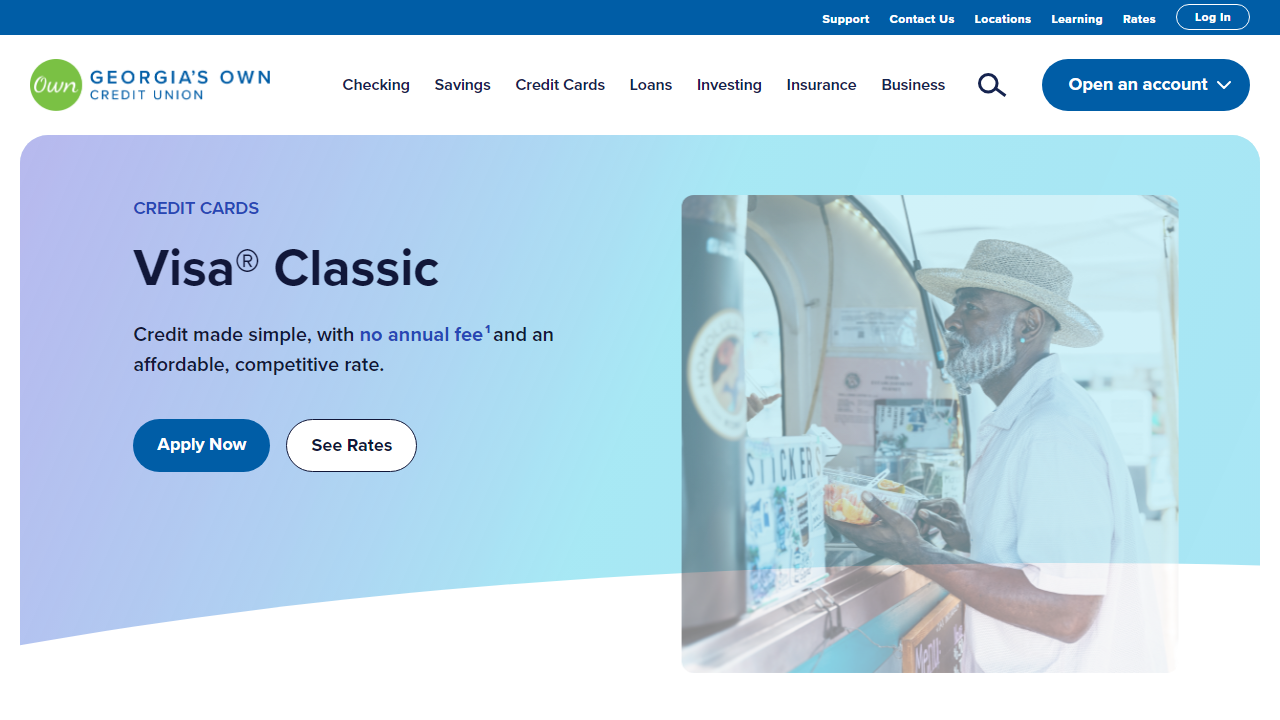 Support Contact Us Locations Learning Rates Log In
Own GEORGIA'S OWN
CREDIT UNION
Checking Savings Credit Cards Loans Investing Insurance Business Open an account
CREDIT CARDS
Visa® Classic
Credit made simple, with no annual fee¹ and an
affordable, competitive rate.
Apply Now See Rates
STICKERS
Menu